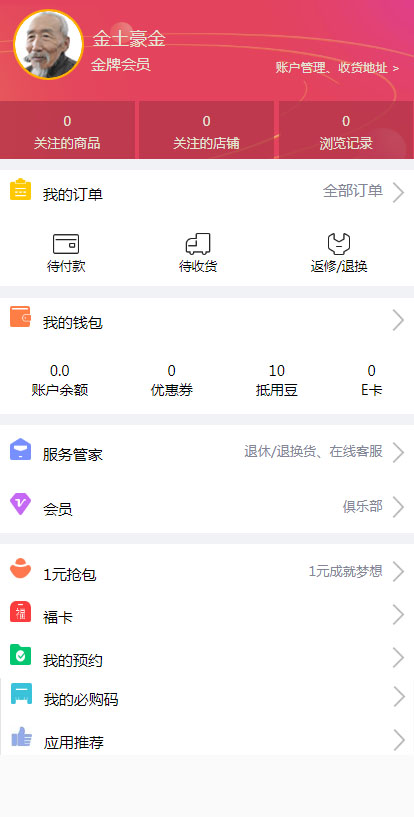 金土豪金
金牌会员
账户管理、收货地址 >
0 0 0
关注的商品 关注的店铺 浏览记录
我的订单 全部订单
待付款 待收货 返修/退换
我的钱包
0.0 0 10 0
账户余额 优惠券 抵用豆 E卡
服务管家 退休/退换货、在线客服
会员 俱乐部
1元抢包 1元成就梦想
福 福卡
我的预约
我的必购码
应用推荐